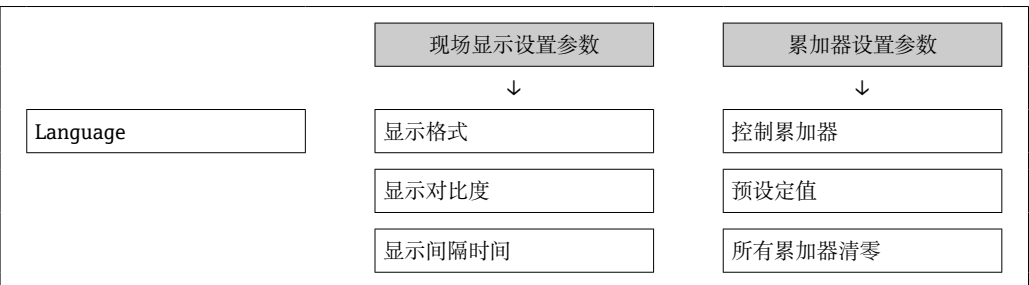 现场显示设置参数 累加器设置参数
↓ ↓
Language 显示格式 控制累加器
显示对比度 预设定值
显示间隔时间 所有累加器清零